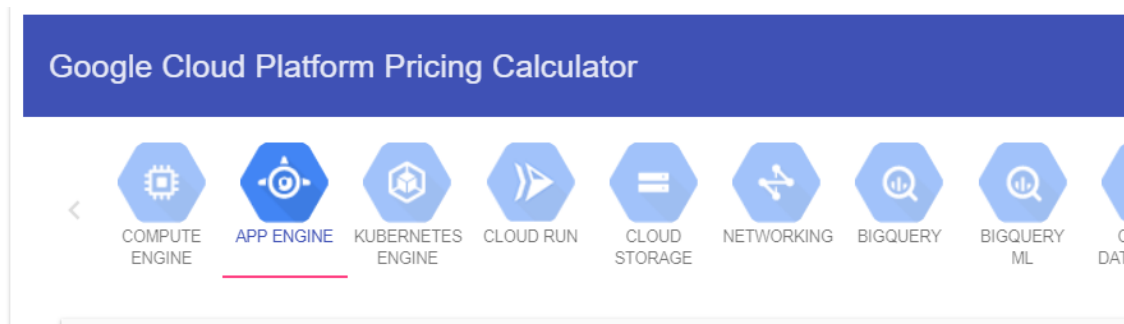 Google Cloud Platform Pricing Calculator
COMPUTE ENGINE
APP ENGINE
KUBERNETES ENGINE
CLOUD RUN
CLOUD STORAGE
NETWORKING
BIGQUERY
BIGQUERY ML